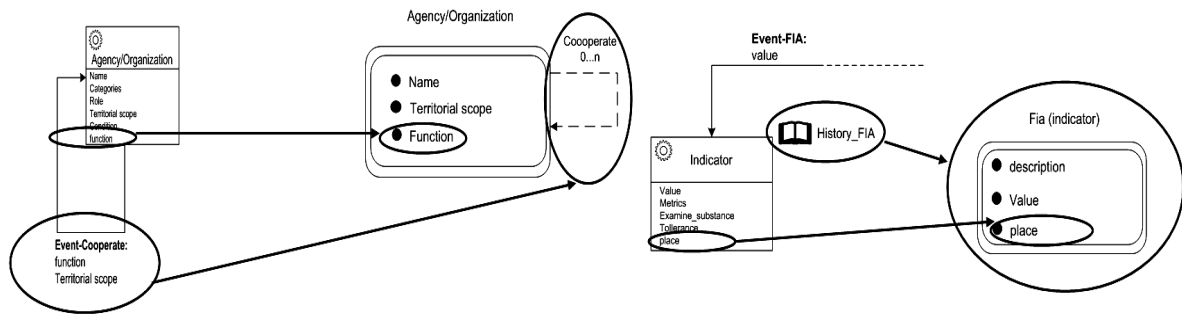 Agency/Organization
Name
Categories
Role
Territorial scope
Condition
function
Event-Cooperate:
function
Territorial scope
Agency/Organization
Name
Territorial scope
Function
Coooperate
0...n
Event-FIA:
value
Indicator
Value
Metrics
Examine_substance
Tollerance
place
History_FIA
Fia (indicator)
description
Value
place